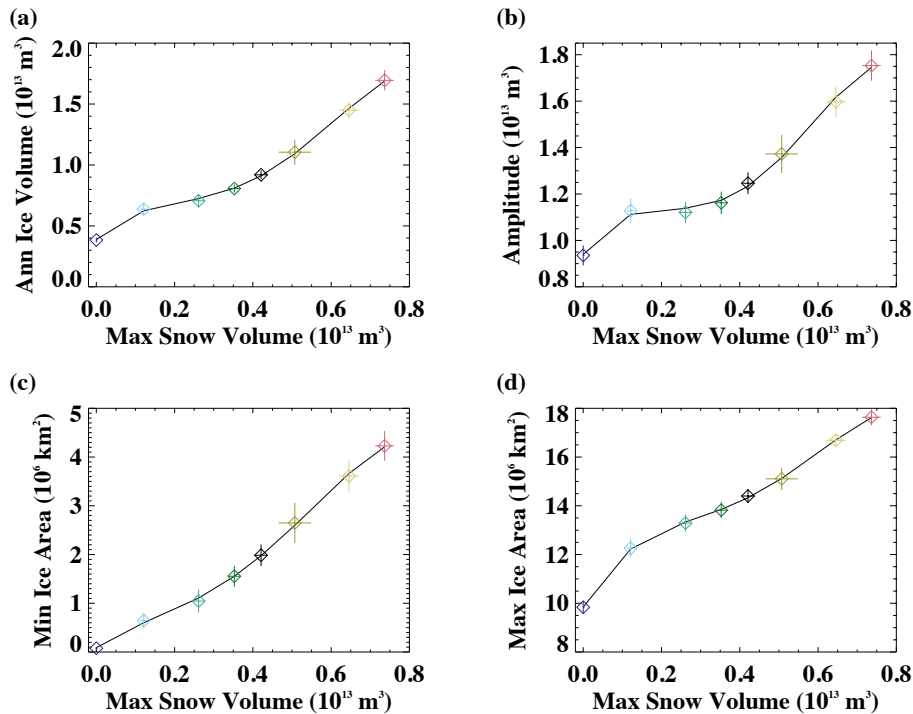 (a)
2.0
1.5
1.0
0.5
0.0
Ann Ice Volume (10¹³ m³)
0.0 0.2 0.4 0.6 0.8
Max Snow Volume (10¹³ m³)
(b)
1.8
1.6
1.4
1.2
1.0
0.8
Amplitude (10¹³ m³)
0.0 0.2 0.4 0.6 0.8
Max Snow Volume (10¹³ m³)
(c)
5
4
3
2
1
0
Min Ice Area (10⁶ km²)
0.0 0.2 0.4 0.6 0.8
Max Snow Volume (10¹³ m³)
(d)
18
16
14
12
10
8
Max Ice Area (10⁶ km²)
0.0 0.2 0.4 0.6 0.8
Max Snow Volume (10¹³ m³)